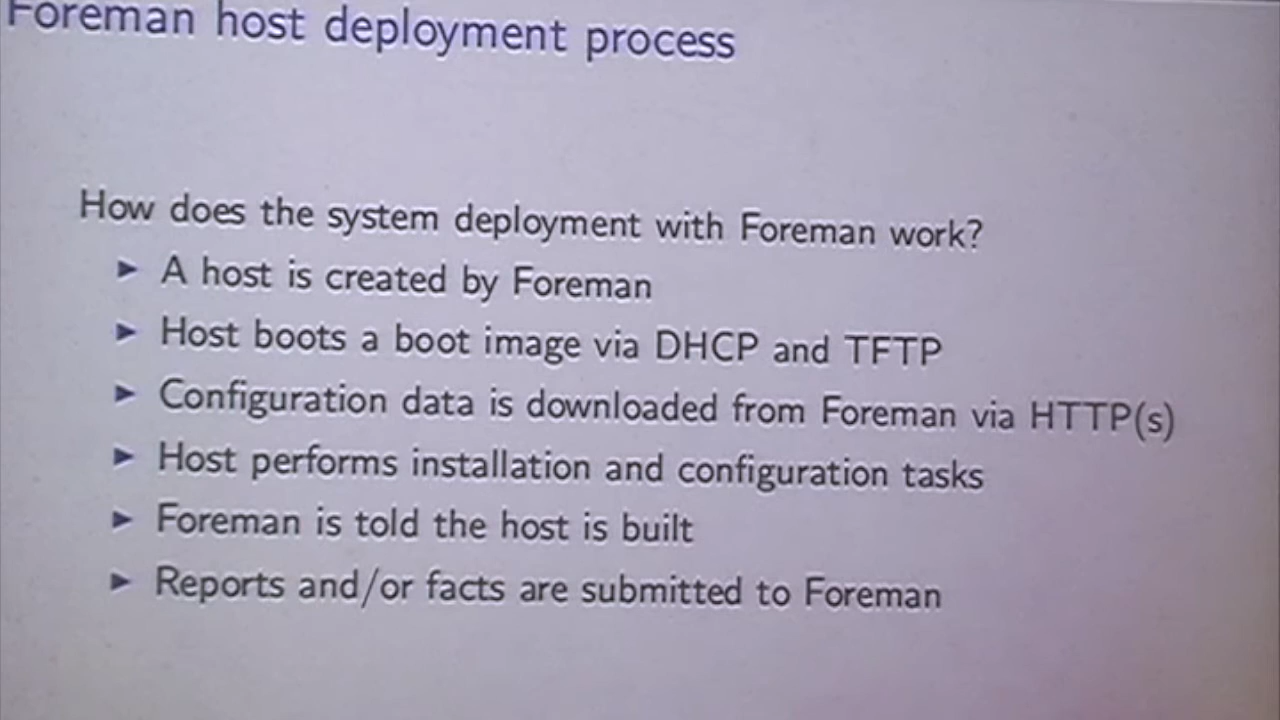 Foreman host deployment process
How does the system deployment with Foreman work?
► A host is created by Foreman
► Host boots a boot image via DHCP and TFTP
► Configuration data is downloaded from Foreman via HTTP(s)
► Host performs installation and configuration tasks
► Foreman is told the host is built
► Reports and/or facts are submitted to Foreman